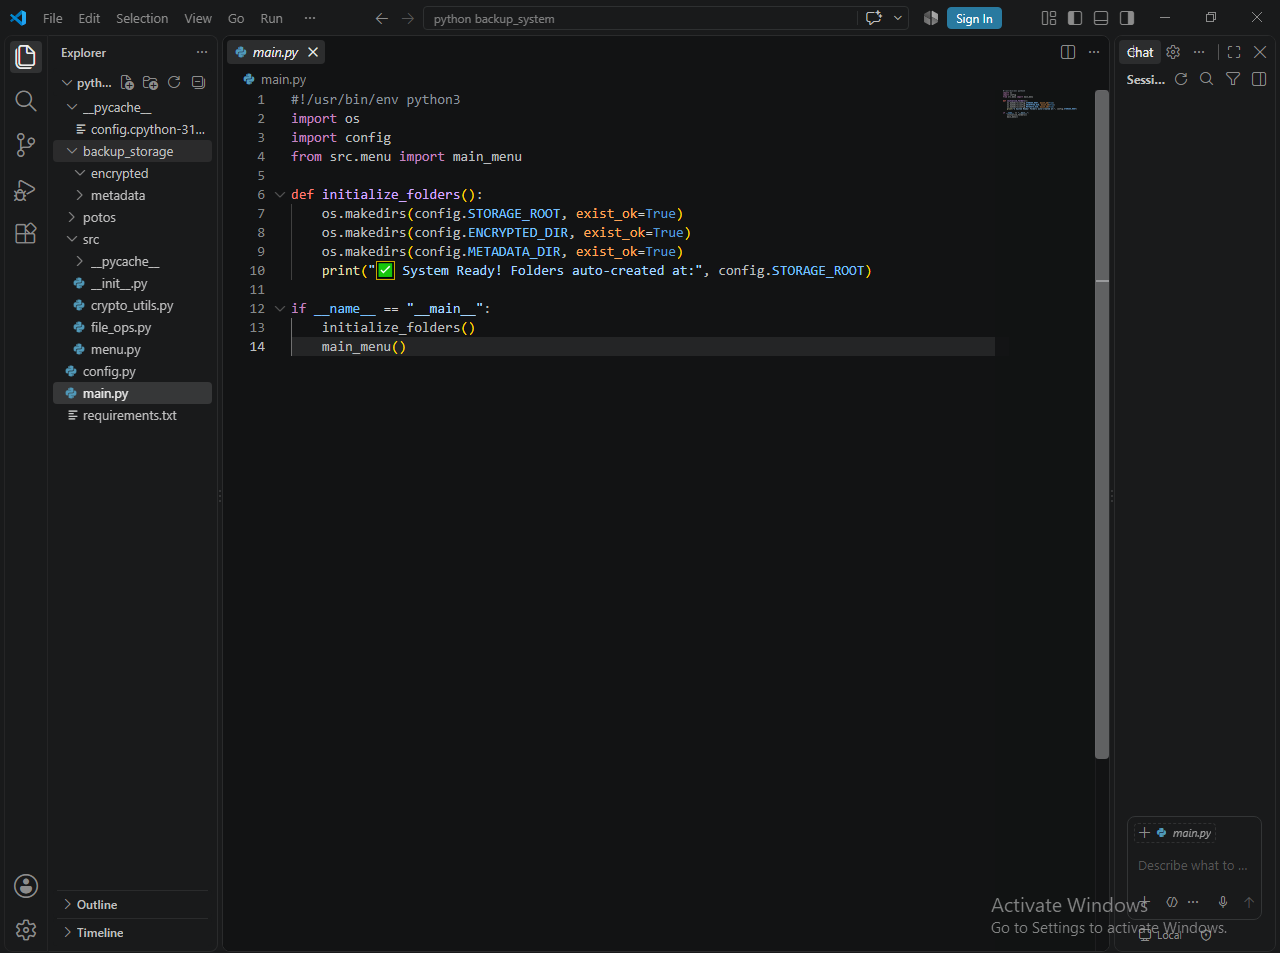 File Edit Selection View Go Run ···
python backup_system
Sign In
Explorer
pyth...
__pycache__
config.cpython-31...
backup_storage
encrypted
metadata
potos
src
__pycache__
__init__.py
crypto_utils.py
file_ops.py
menu.py
config.py
main.py
requirements.txt
Outline
Timeline
main.py
main.py
1 #!/usr/bin/env python3
2 import os
3 import config
4 from src.menu import main_menu
5
6 def initialize_folders():
7 os.makedirs(config.STORAGE_ROOT, exist_ok=True)
8 os.makedirs(config.ENCRYPTED_DIR, exist_ok=True)
9 os.makedirs(config.METADATA_DIR, exist_ok=True)
10 print("✅ System Ready! Folders auto-created at:", config.STORAGE_ROOT)
11
12 if __name__ == "__main__":
13 initialize_folders()
14 main_menu()
Chat
Sessi...
main.py
Describe what to ...
Local
Activate Windows
Go to Settings to activate Windows.